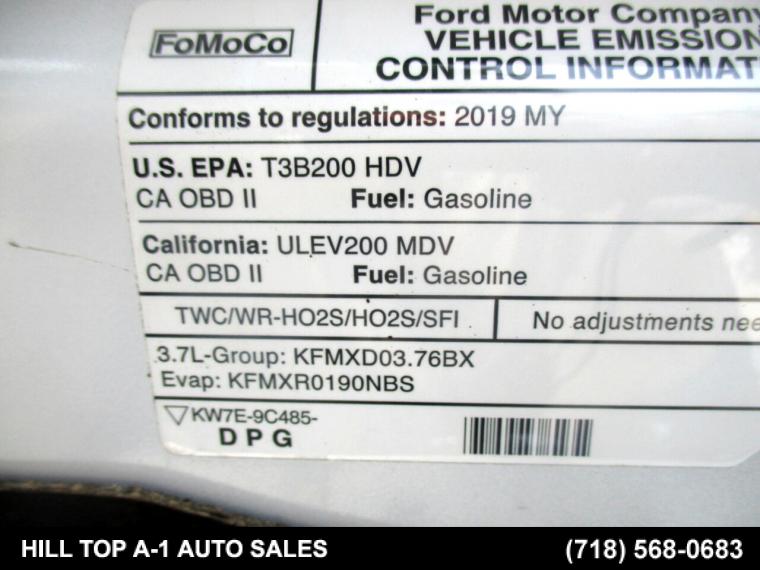 FoMoCo
Ford Motor Company
VEHICLE EMISSION
CONTROL
Conforms to regulations: 2019 MY
U.S. EPA: T3B200 HDV
CA OBD II Fuel: Gasoline
California: ULEV200 MDV
CA OBD II Fuel: Gasoline
TWC/WR-HO2S/HO2S/SFI
No adjustments
3.7L-Group: KFMXD03.76BX
Evap: KFMXR0190NBS
KW7E-9C485-
DPG
HILL TOP A-1 AUTO SALES
(718) 568-0683